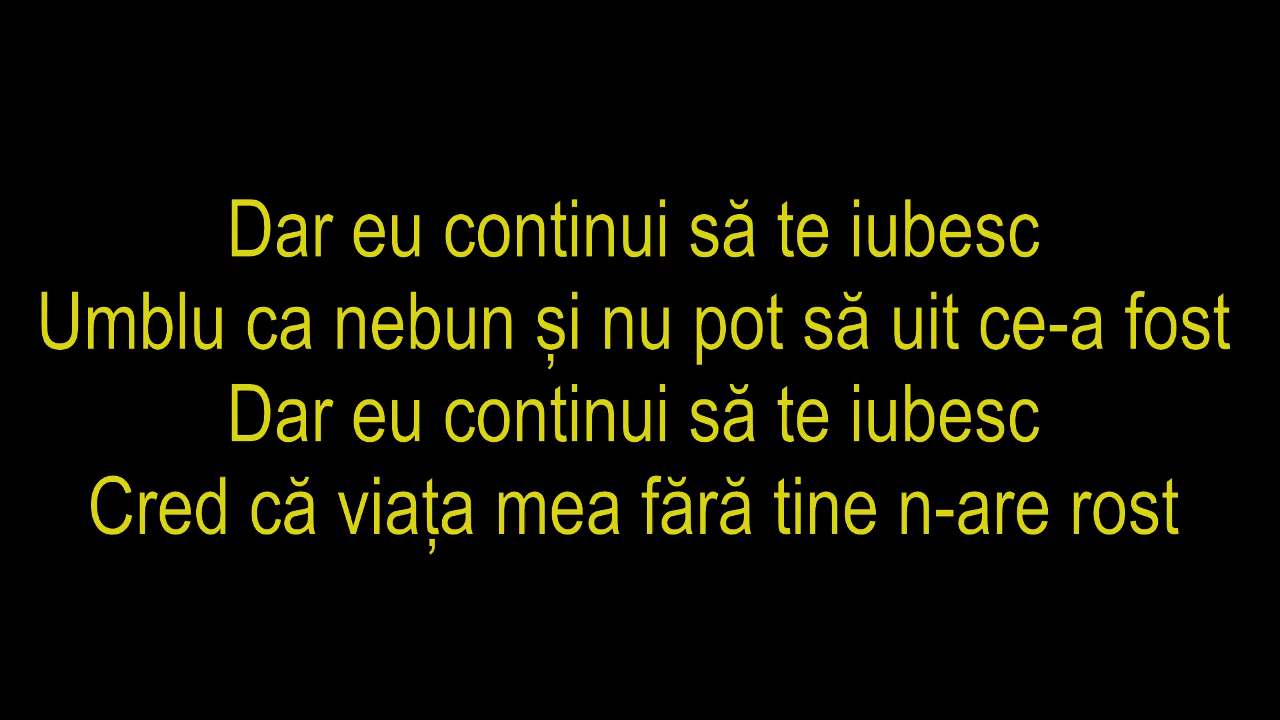 Dar eu continui să te iubesc
Umblu ca nebun și nu pot să uit ce-a fost
Dar eu continui să te iubesc
Cred că viața mea fără tine n-are rost